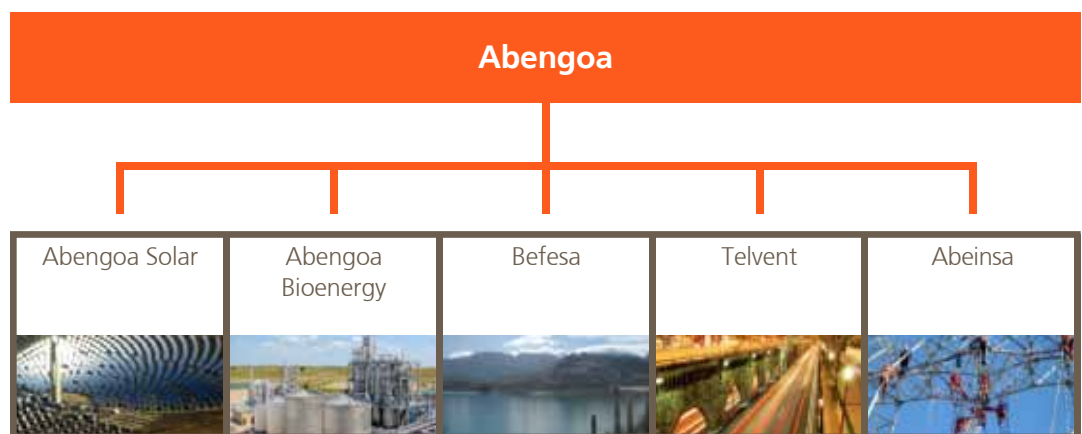 Abengoa
Abengoa Solar
Abengoa
Bioenergy
Befesa
Telvent
Abeinsa